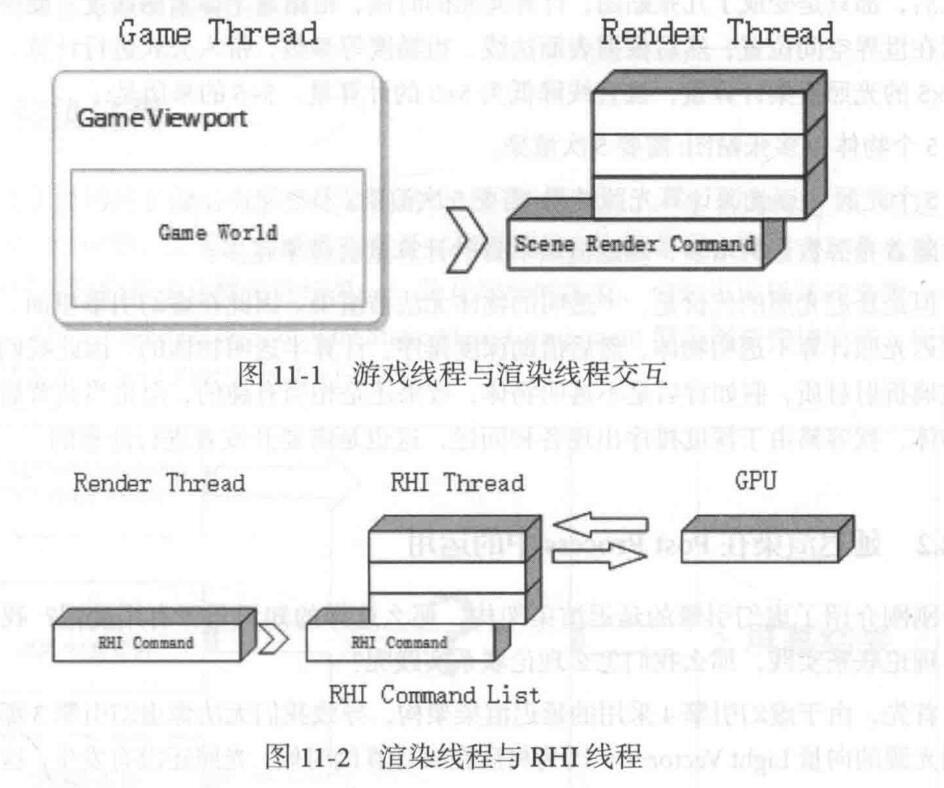 Game Thread
Render Thread
GameViewport
Game World
Scene Render Command
图 11-1 游戏线程与渲染线程交互
Render Thread
RHI Thread
GPU
RHI Command
RHI Command
RHI Command List
图 11-2 渲染线程与 RHI 线程